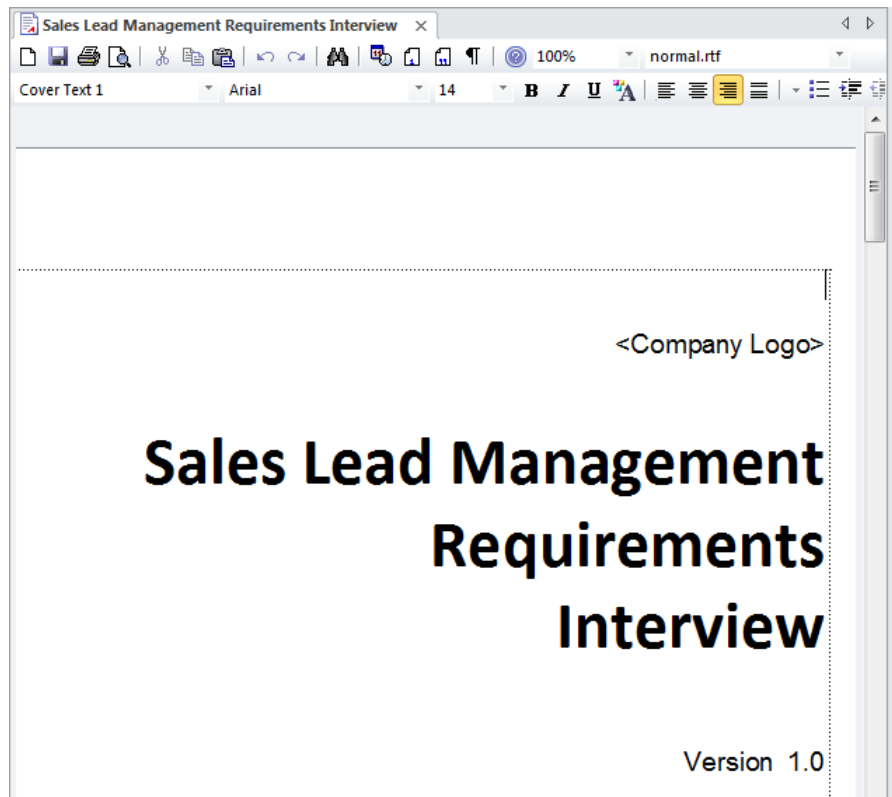 Sales Lead Management Requirements Interview
100% normal.rtf
Cover Text 1 Arial 14 B I U A
<Company Logo>
Sales Lead Management
Requirements
Interview
Version 1.0